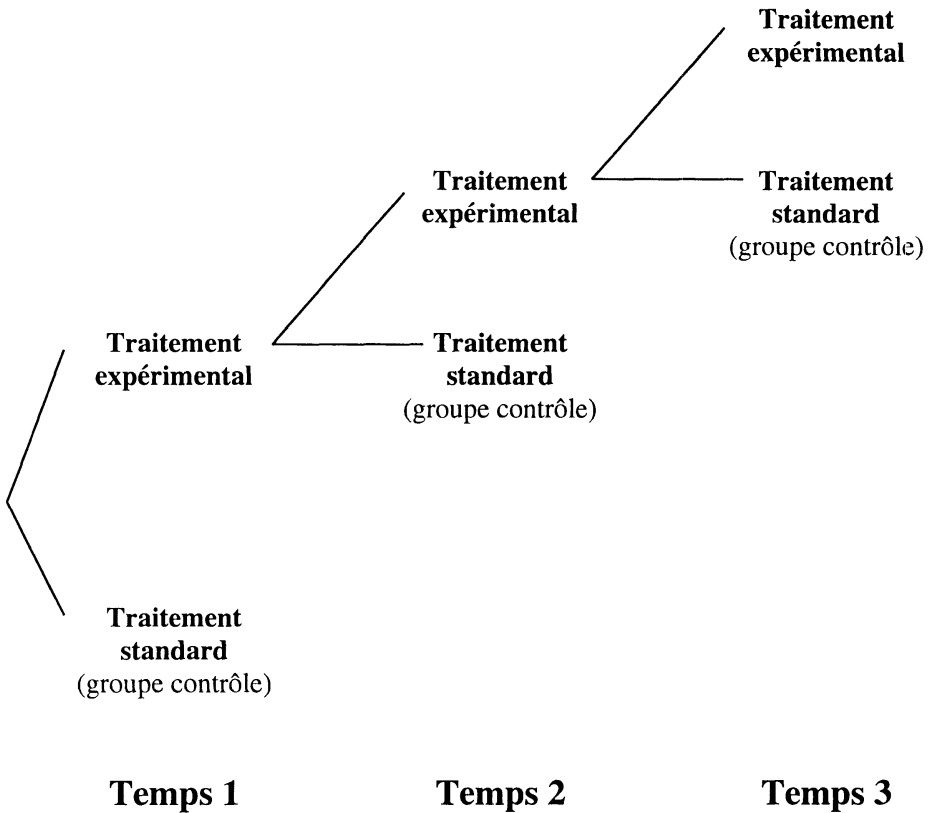 Traitement
expérimental
Traitement
expérimental
Traitement
standard
(groupe contrôle)
Traitement
expérimental
Traitement
standard
(groupe contrôle)
Traitement
standard
(groupe contrôle)
Temps 1
Temps 2
Temps 3